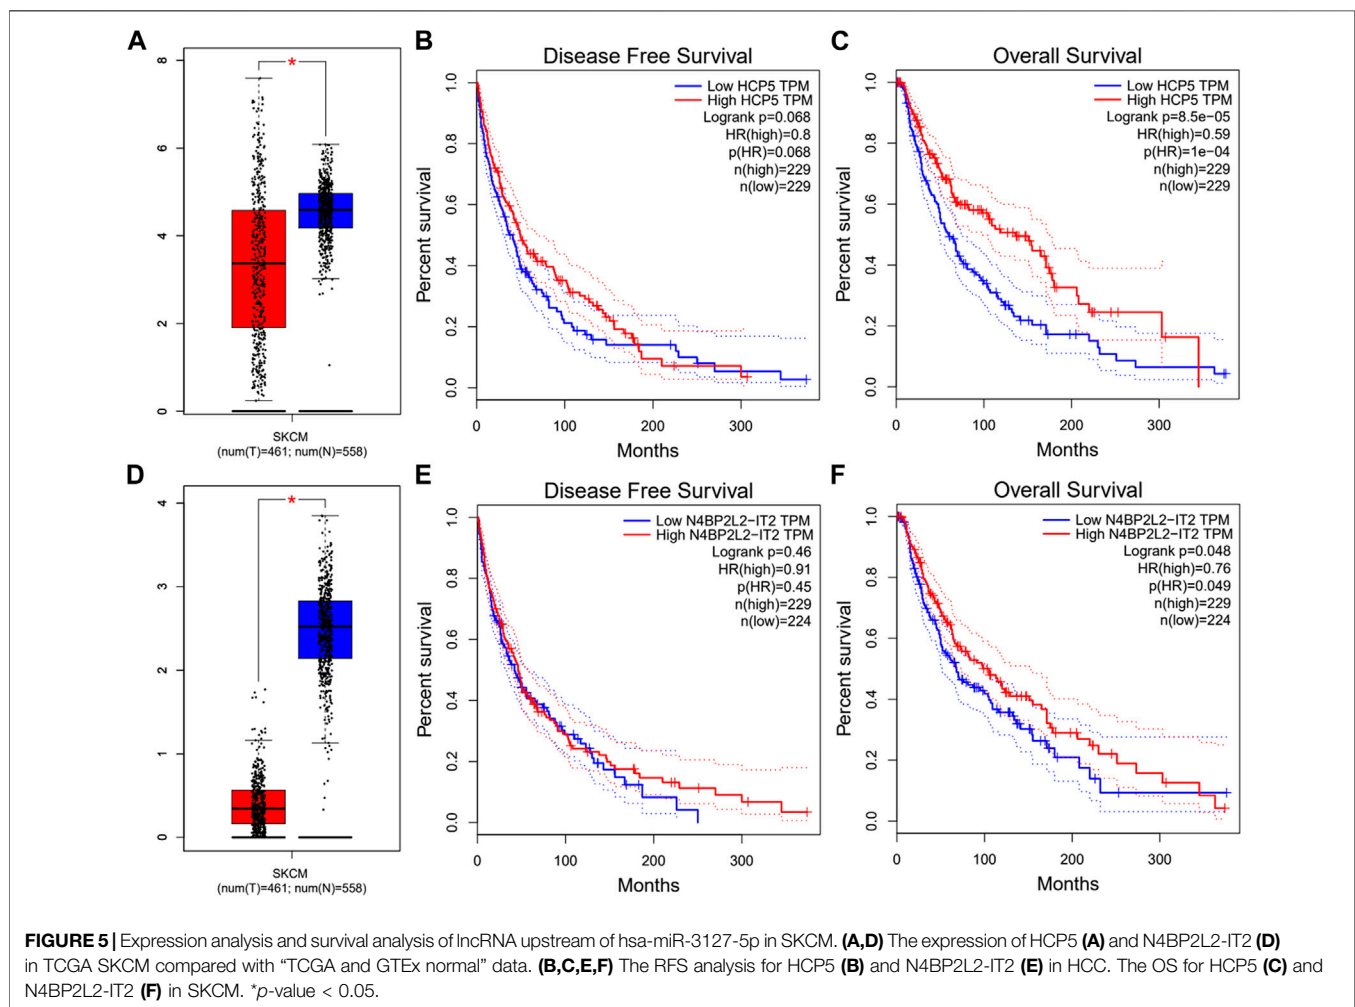 A
8
6
4
2
0
*
SKCM
(num(T)=461; num(N)=558)
B
Disease Free Survival
Low HCP5 TPM
High HCP5 TPM
Logrank p=0.068
HR(high)=0.8
p(HR)=0.068
n(high)=229
n(low)=229
Percent survival
1.0
0.8
0.6
0.4
0.2
0.0
0 100 200 300
Months
C
Overall Survival
Low HCP5 TPM
High HCP5 TPM
Logrank p=8.5e−05
HR(high)=0.59
p(HR)=1e−04
n(high)=229
n(low)=229
Percent survival
1.0
0.8
0.6
0.4
0.2
0.0
0 100 200 300
Months
D
4
3
2
1
0
*
SKCM
(num(T)=461; num(N)=558)
E
Disease Free Survival
Low N4BP2L2−IT2 TPM
High N4BP2L2−IT2 TPM
Logrank p=0.46
HR(high)=0.91
p(HR)=0.45
n(high)=229
n(low)=224
Percent survival
1.0
0.8
0.6
0.4
0.2
0.0
0 100 200 300
Months
F
Overall Survival
Low N4BP2L2−IT2 TPM
High N4BP2L2−IT2 TPM
Logrank p=0.048
HR(high)=0.76
p(HR)=0.049
n(high)=229
n(low)=224
Percent survival
1.0
0.8
0.6
0.4
0.2
0.0
0 100 200 300
Months
FIGURE 5 | Expression analysis and survival analysis of lncRNA upstream of hsa-miR-3127-5p in SKCM. (A,D) The expression of HCP5 (A) and N4BP2L2-IT2 (D)
in TCGA SKCM compared with “TCGA and GTEx normal” data. (B,C,E,F) The RFS analysis for HCP5 (B) and N4BP2L2-IT2 (E) in HCC. The OS for HCP5 (C) and
N4BP2L2-IT2 (F) in SKCM. *p-value < 0.05.